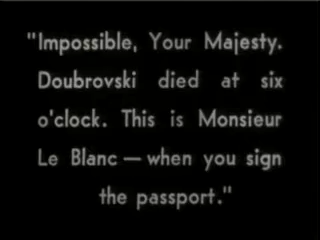 "Impossible, Your Majesty.
Doubrovski died at six
o'clock. This is Monsieur
Le Blanc — when you sign
the passport."